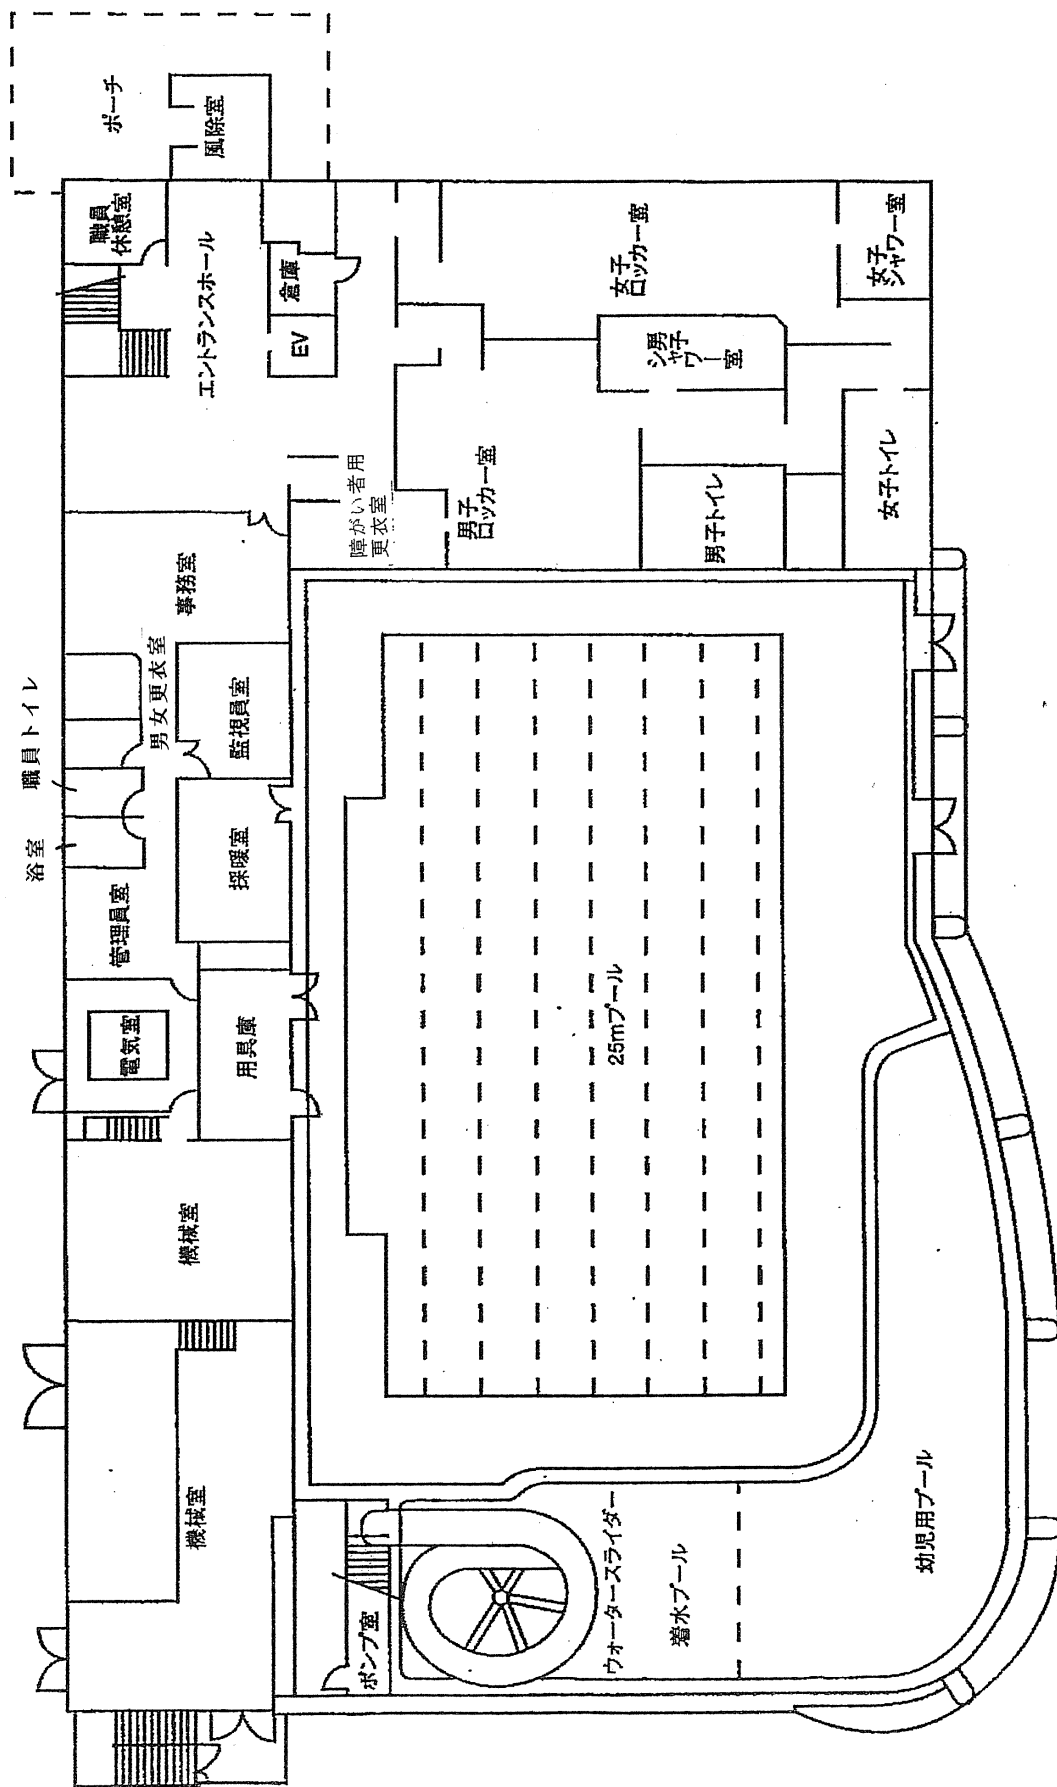 ポーチ
風除室
職員
休憩室
エントランスホール
倉庫
EV
女子
ロッカー室
女子
シャワー室
男子
シャワー室
障がい者用
更衣室
男子
ロッカー室
男子トイレ
女子トイレ
事務室
男女更衣室
監視員室
職員トイレ
浴室
採暖室
管理員室
電気室
用具庫
25mプール
機械室
機械室
ポンプ室
ウォータースライダー
着水プール
幼児用プール